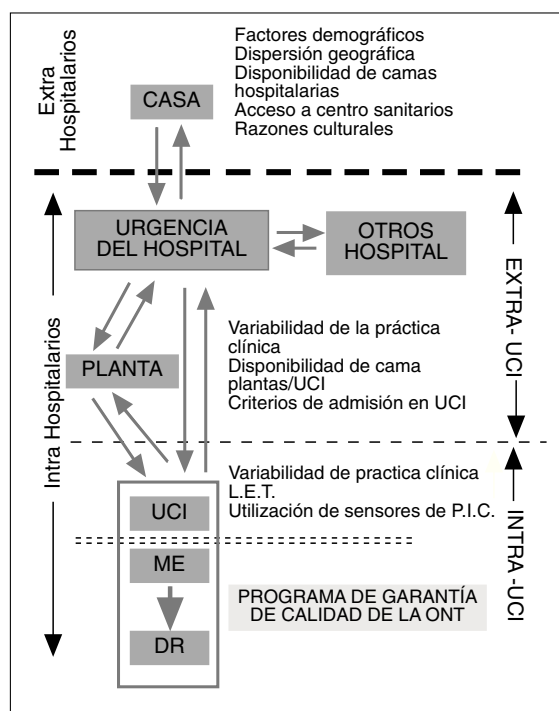 Extra
Hospitalarios
Factores demográficos
Dispersión geográfica
Disponibilidad de camas
hospitalarias
Acceso a centro sanitarios
Razones culturales
CASA
URGENCIA
DEL HOSPITAL
OTROS
HOSPITAL
EXTRA- UCI
Intra Hospitalarios
Variabilidad de la práctica
clínica
Disponibilidad de cama
plantas/UCI
Criterios de admisión en UCI
PLANTA
Variabilidad de practica clínica
L.E.T.
Utilización de sensores de P.I.C.
UCI
INTRA -UCI
ME
PROGRAMA DE GARANTÍA
DE CALIDAD DE LA ONT
DR